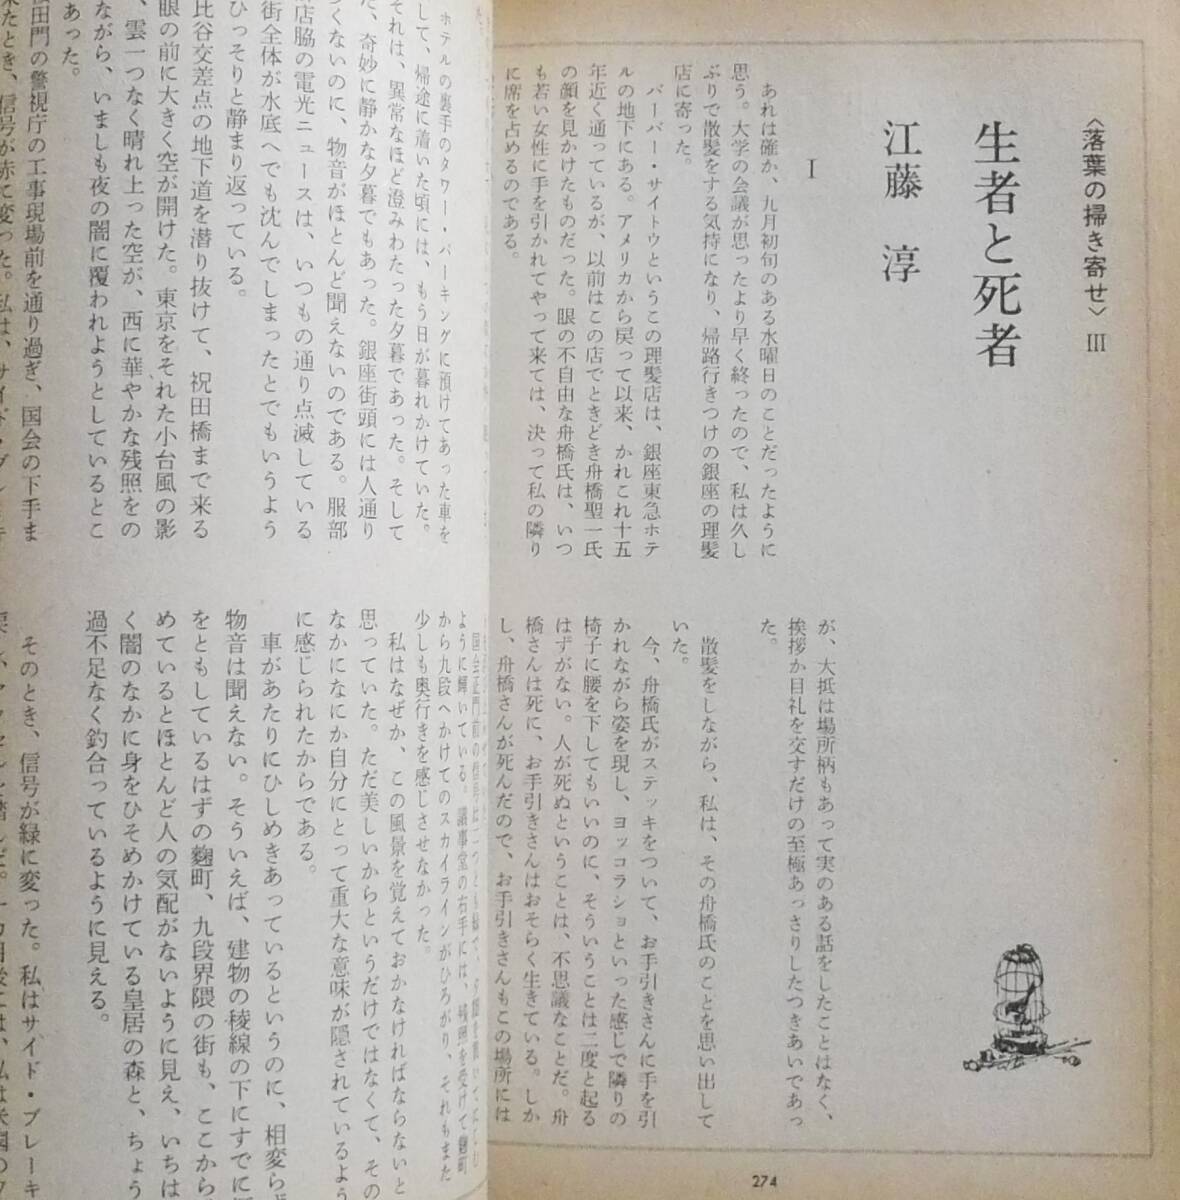 〈落葉の掃き寄せ〉Ⅲ
生者と死者
江藤 淳
Ⅰ
あれは確か、九月初旬のある水曜日のことだったように
思う。大学の会議が思ったより早く終ったので、私は久し
ぶりで散髪をする気持になり、帰路行きつけの銀座の理髪
店に寄った。
バーバー・サイトウというこの理髪店は、銀座東急ホテ
ルの地下にある。アメリカから戻って以来、かれこれ十五
年近く通っているが、以前はこの店でときどき舟橋聖一氏
の顔を見かけたものだった。眼の不自由な舟橋氏は、いつ
も若い女性に手を引かれてやって来ては、決って私の隣り
に席を占めるのである。
が、大抵は場所柄もあって実のある話をしたことはなく、
挨拶か目礼を交すだけの至極あっさりしたつきあいであっ
た。
散髪をしながら、私は、その舟橋氏のことを思い出して
いた。
今、舟橋氏がステッキをついて、お手引きさんに手を引
かれながら姿を現し、ヨッコラショといった感じで隣りの
椅子に腰を下してもいいのに、そういうことは二度と起る
はずがない。人が死ぬということは、不思議なことだ。舟
橋さんは死に、お手引きさんはおそらく生きている。しか
し、舟橋さんが死んだので、お手引きさんもこの場所には
274
ホテルの裏手のタワー・パーキングに預けてあった車を
して、帰途に着いた頃には、もう日が暮れかけていた。
それは、異常なほど澄みわたった夕暮であった。そして
、奇妙に静かな夕暮でもあった。銀座街頭には人通り
くないのに、物音がほとんど聞えないのである。服部
店脇の電光ニュースは、いつもの通り点滅している
街全体が水底へでも沈んでしまったとでもいうよう
ひっそりと静まり返っている。
比谷交差点の地下道を潜り抜けて、祝田橋まで来る
眼の前に大きく空が開けた。東京をそれた小台風の影
、雲一つなく晴れ上った空が、西に華やかな残照をの
ながら、いましも夜の闇に覆われようとしているとこ
あった。
田門の警視庁の工事現場前を通り過ぎ、国会の下手ま
来たとき、信号が赤に変った。私は、サイド・ブレーキ
ように輝いている。議事堂の右手には、残照を受けて麹町
から九段へかけてのスカイラインがひろがり、それもまた
少しも奥行きを感じさせなかった。
私はなぜか、この風景を覚えておかなければならないと
思っていた。ただ美しいからというだけではなくて、その
なかになにか自分にとって重大な意味が隠されているよう
に感じられたからである。
車があたりにひしめきあっているというのに、相変らず
物音は聞えない。そういえば、建物の稜線の下にすでに
をともしているはずの麹町、九段界隈の街も、ここから
めているとほとんど人の気配がないように見え、いちは
く闇のなかに身をひそめかけている皇居の森と、ちょう
過不足なく釣合っているように見える。
そのとき、信号が緑に変った。私はサイド・ブレーキ